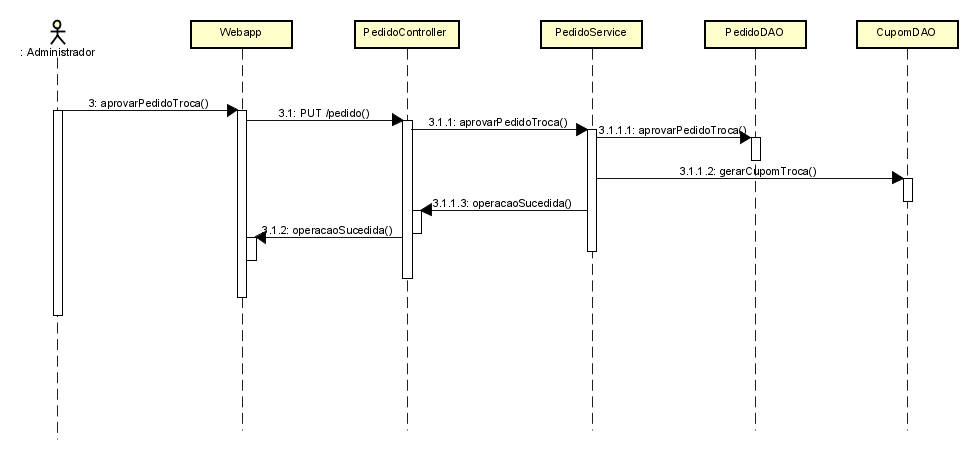 : Administrador
Webapp
PedidoController
PedidoService
PedidoDAO
CupomDAO
3: aprovarPedidoTroca()
3.1: PUT /pedido()
3.1.1: aprovarPedidoTroca()
3.1.1.1: aprovarPedidoTroca()
3.1.1.2: gerarCupomTroca()
3.1.1.3: operacaoSucedida()
3.1.2: operacaoSucedida()